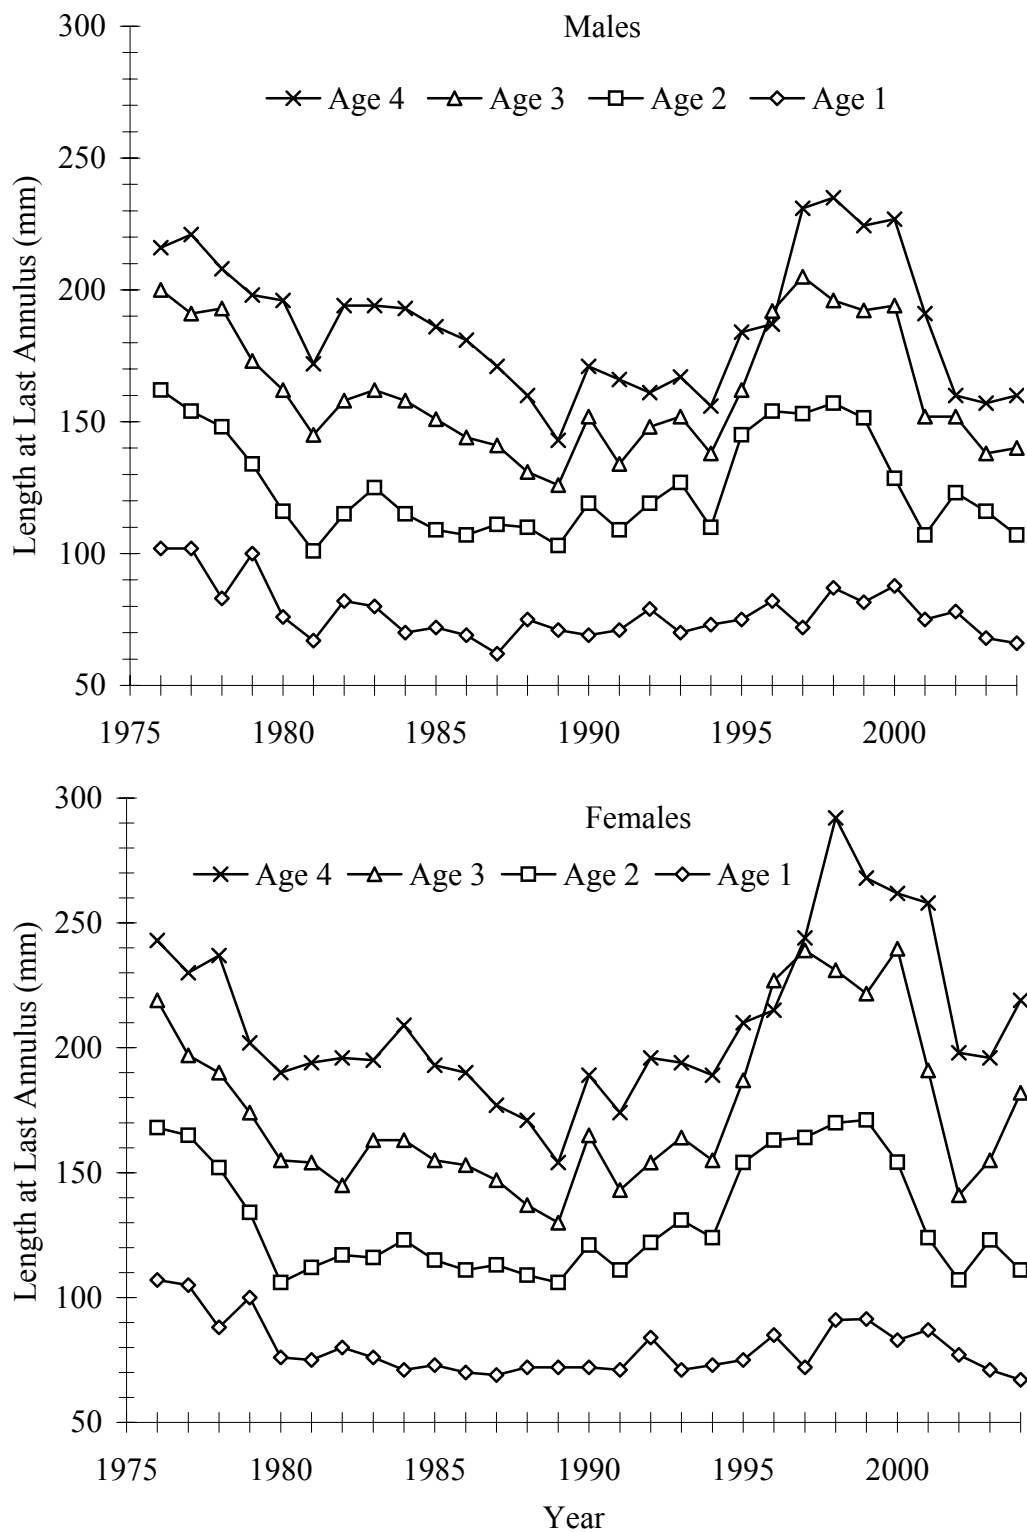 Males
Age 4 Age 3 Age 2 Age 1
300
250
200
150
100
50
Length at Last Annulus (mm)
1975 1980 1985 1990 1995 2000
Females
Age 4 Age 3 Age 2 Age 1
300
250
200
150
100
50
Length at Last Annulus (mm)
1975 1980 1985 1990 1995 2000
Year